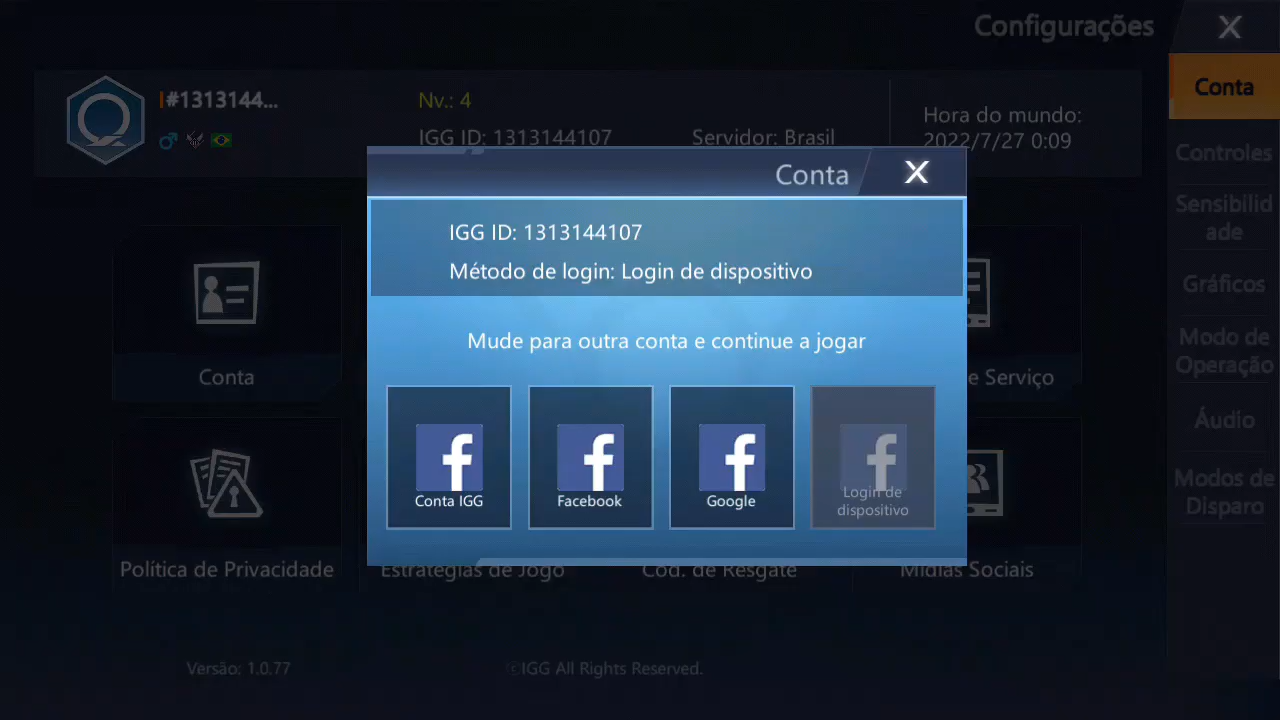 Configurações
X
#1313144...
Nv.: 4
IGG ID: 1313144107
Servidor: Brasil
Hora do mundo:
2022/7/27 0:09
Conta
Controles
Sensibilid
ade
Gráficos
Modo de
Operação
Áudio
Modos de
Disparo
Conta
X
IGG ID: 1313144107
Método de login: Login de dispositivo
Mude para outra conta e continue a jogar
Conta IGG
Facebook
Google
Login de
dispositivo
Conta
e Serviço
Política de Privacidade
Estratégias de Jogo
Cód. de Resgate
Mídias Sociais
Versão: 1.0.77
©IGG All Rights Reserved.